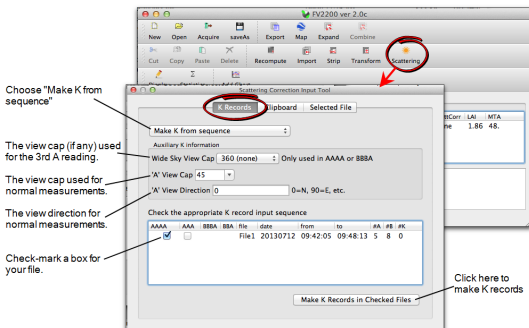 FV2200 ver 2.0c
New Open Acquire saveAs Export Map Expand Combine
Cut Copy Paste Delete Recompute Import Strip Transform Scattering
ttCorr LAI MTA
ne 1.86 48.
Scattering Correction Input Tool
K Records Clipboard Selected File
Choose "Make K from
sequence"
Make K from sequence
Auxiliary K information
The view cap (if any) used
for the 3rd A reading.
Wide Sky View Cap 360 (none) Only used in AAAA or BBBA
The view cap used for
normal measurements.
'A' View Cap 45
'A' View Direction 0 0=N, 90=E, etc.
The view direction for
normal measurements.
Check the appropriate K record input sequence
AAAA AAA BBBA BBA file date from to #A #B #K
File1 20130712 09:42:05 09:48:13 5 8 0
Check-mark a box for
your file.
Make K Records in Checked Files
Click here to
make K records